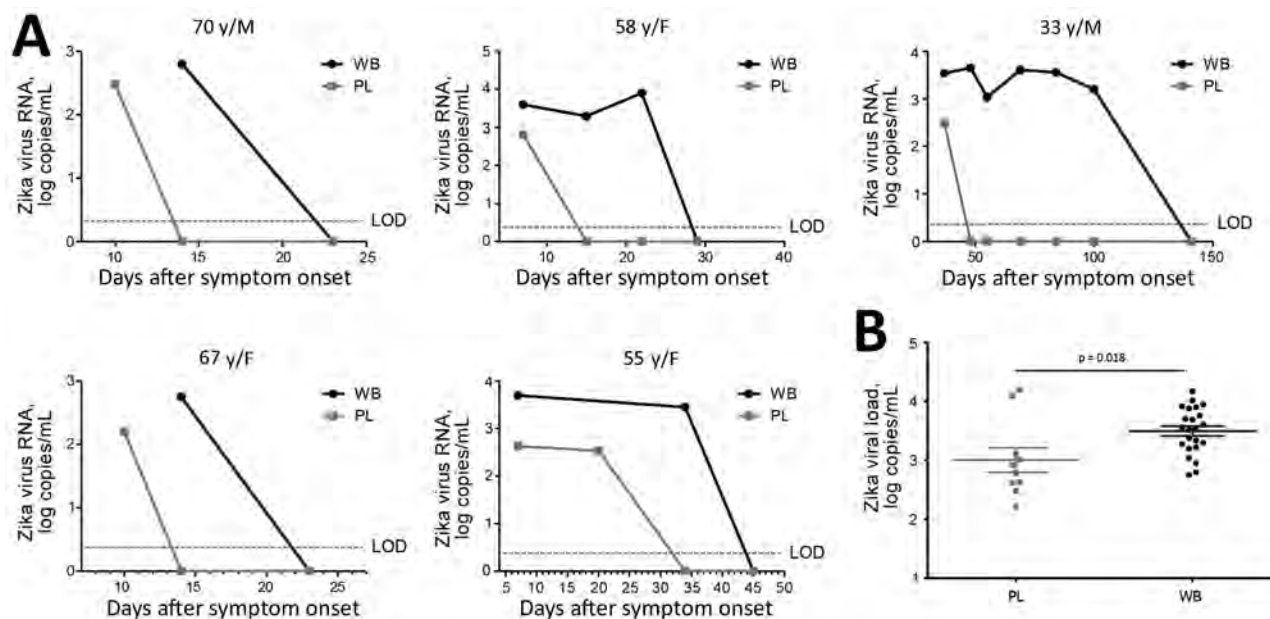 A
70 y/M
Zika virus RNA,
log copies/mL
3
2
1
0
WB
PL
LOD
10
15
20
25
Days after symptom onset
58 y/F
Zika virus RNA,
log copies/mL
5
4
3
2
1
0
WB
PL
LOD
10
20
30
40
Days after symptom onset
33 y/M
Zika virus RNA,
log copies/mL
4
3
2
1
0
WB
PL
LOD
50
100
150
Days after symptom onset
67 y/F
Zika virus RNA,
log copies/mL
3
2
1
0
WB
PL
LOD
10
15
20
25
Days after symptom onset
55 y/F
Zika virus RNA,
log copies/mL
4
3
2
1
0
WB
PL
LOD
5
10
15
20
25
30
35
40
45
50
Days after symptom onset
B
Zika viral load,
log copies/mL
5
4
3
2
1
p = 0.018
PL
WB